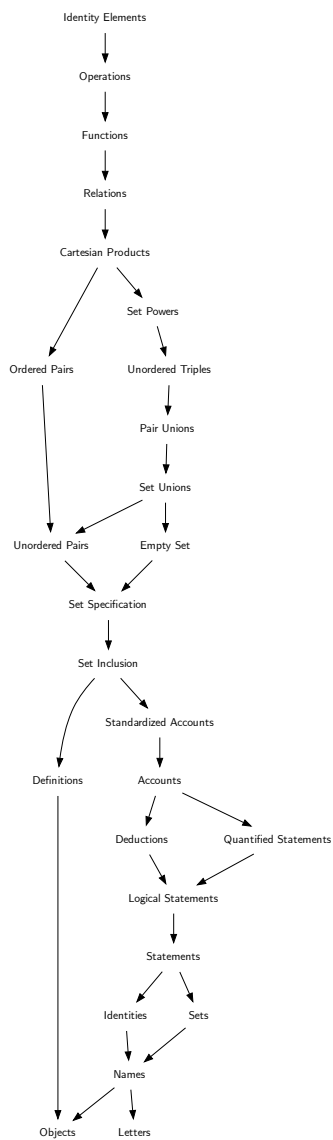 Identity Elements
Operations
Functions
Relations
Cartesian Products
Set Powers
Ordered Pairs
Unordered Triples
Pair Unions
Set Unions
Unordered Pairs
Empty Set
Set Specification
Set Inclusion
Standardized Accounts
Definitions
Accounts
Deductions
Quantified Statements
Logical Statements
Statements
Identities
Sets
Names
Objects
Letters